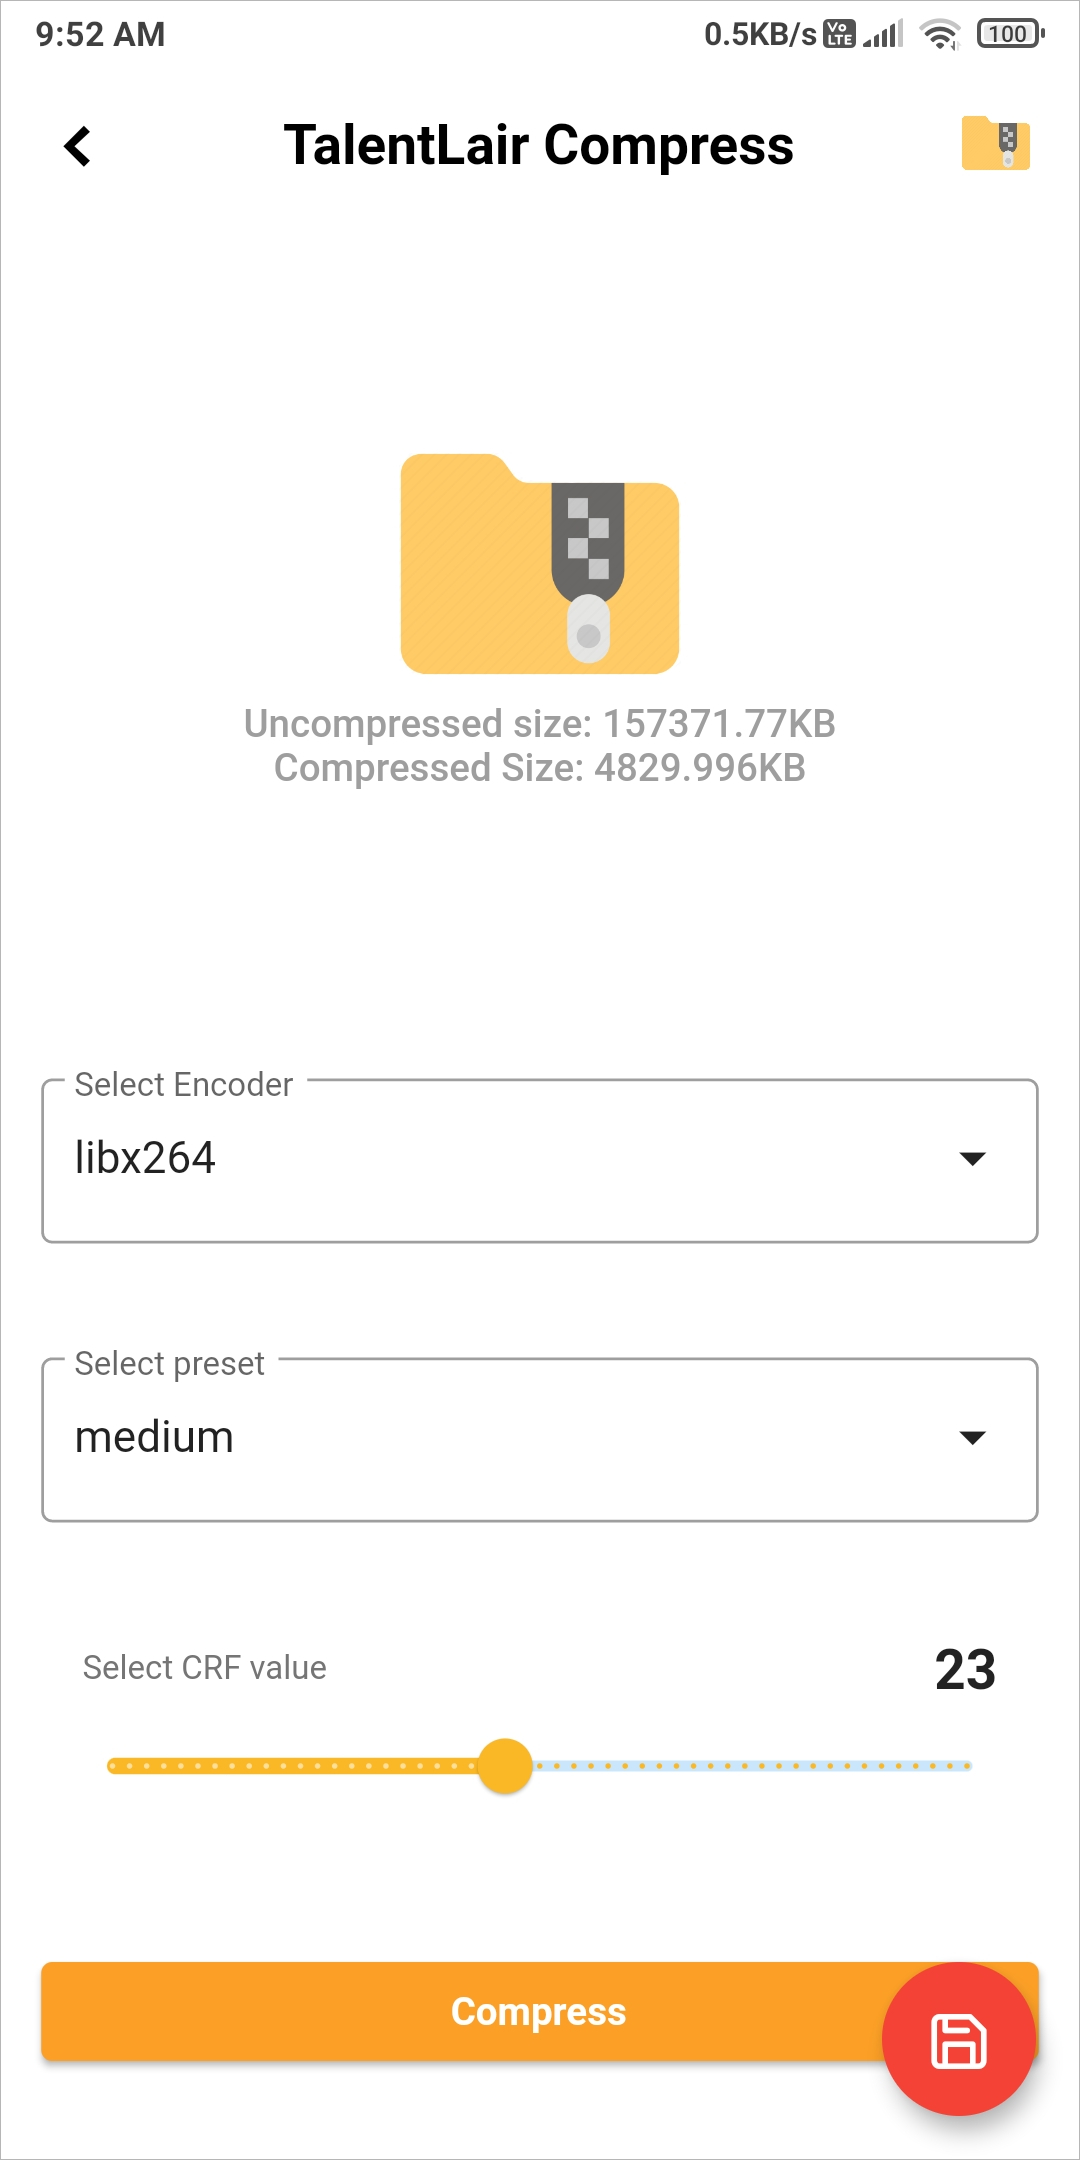 9:52 AM
0.5KB/s Vo LTE 100
TalentLair Compress
Uncompressed size: 157371.77KB
Compressed Size: 4829.996KB
Select Encoder
libx264
Select preset
medium
Select CRF value
23
Compress